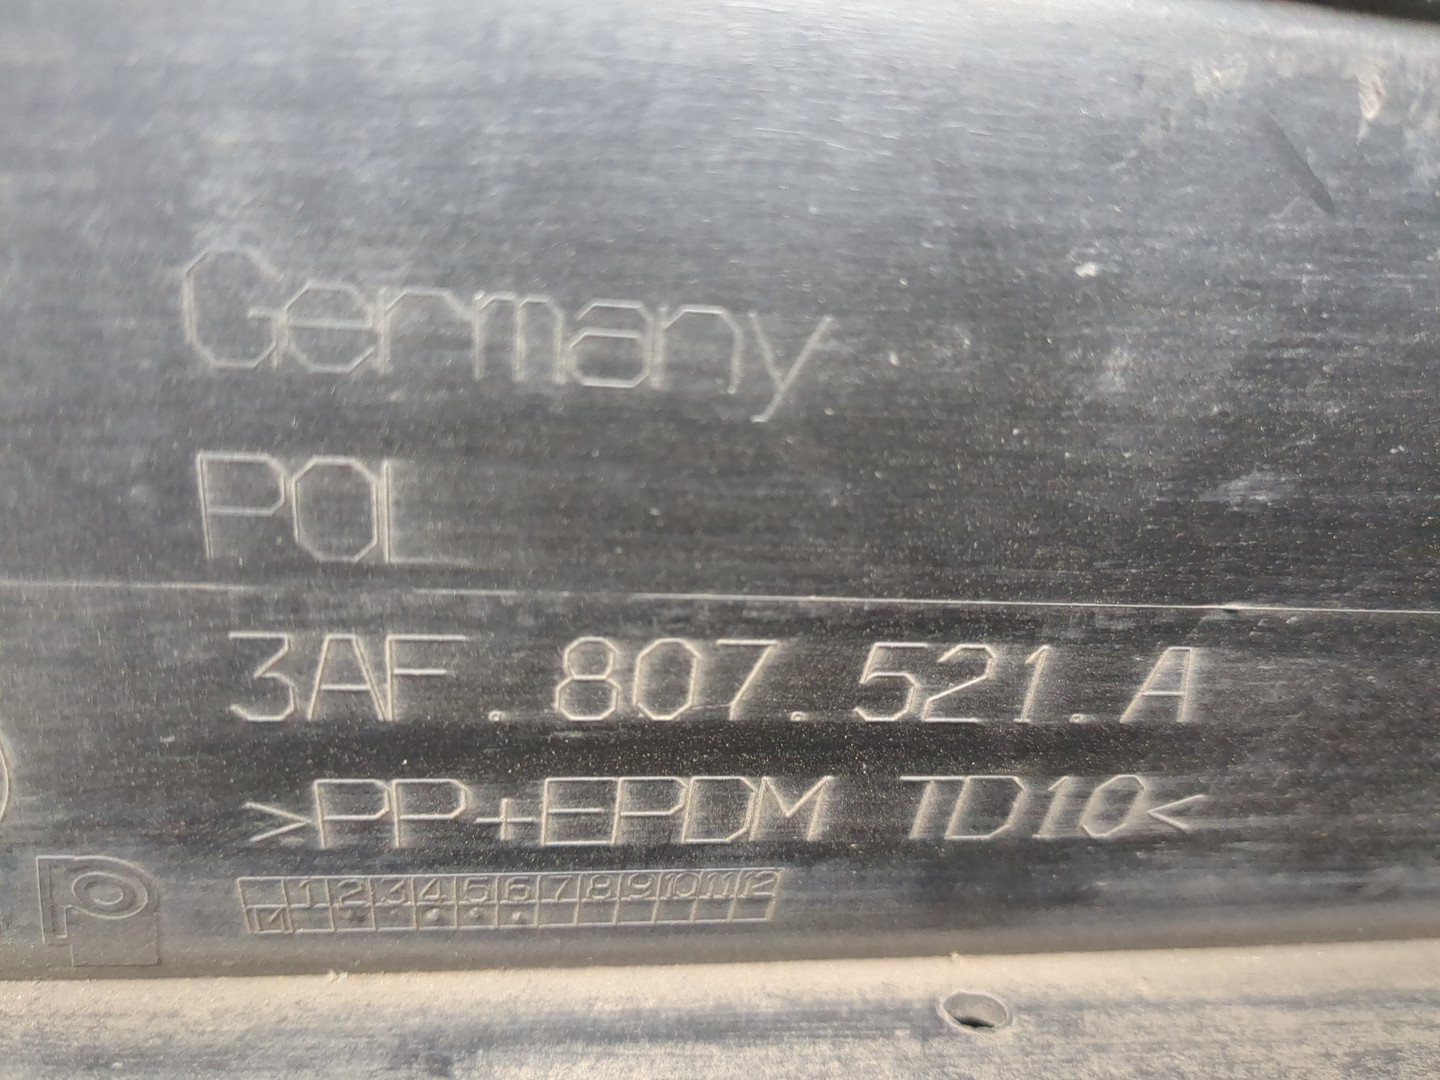 Germany
POL
3AF.807.521.A
>PP+EPDM TD10<
1 2 3 4 5 6 7 8 9 10 11 12
M